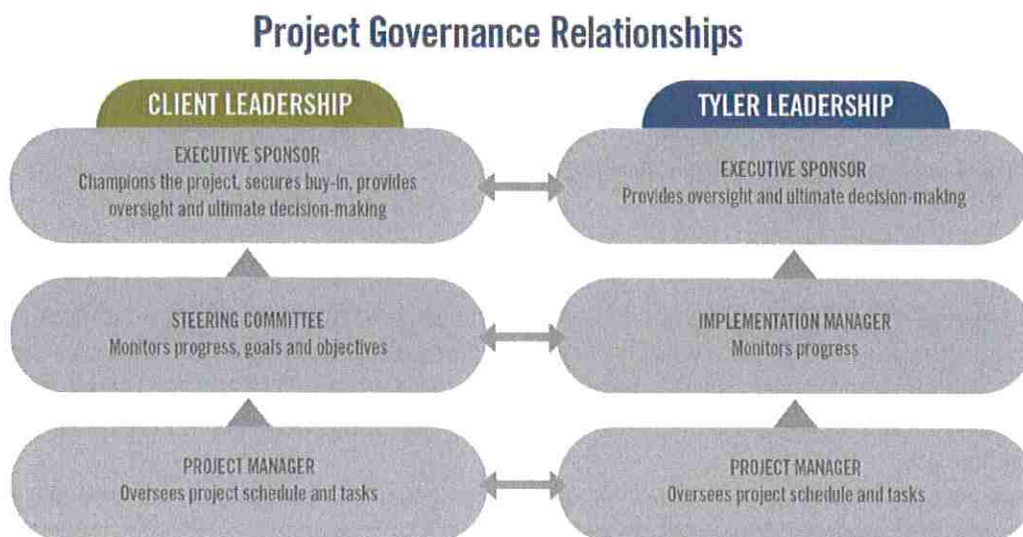 Project Governance Relationships
CLIENT LEADERSHIP
EXECUTIVE SPONSOR
Champions the project, secures buy-in, provides
oversight and ultimate decision-making
STEERING COMMITTEE
Monitors progress, goals and objectives
PROJECT MANAGER
Oversees project schedule and tasks
TYLER LEADERSHIP
EXECUTIVE SPONSOR
Provides oversight and ultimate decision-making
IMPLEMENTATION MANAGER
Monitors progress
PROJECT MANAGER
Oversees project schedule and tasks